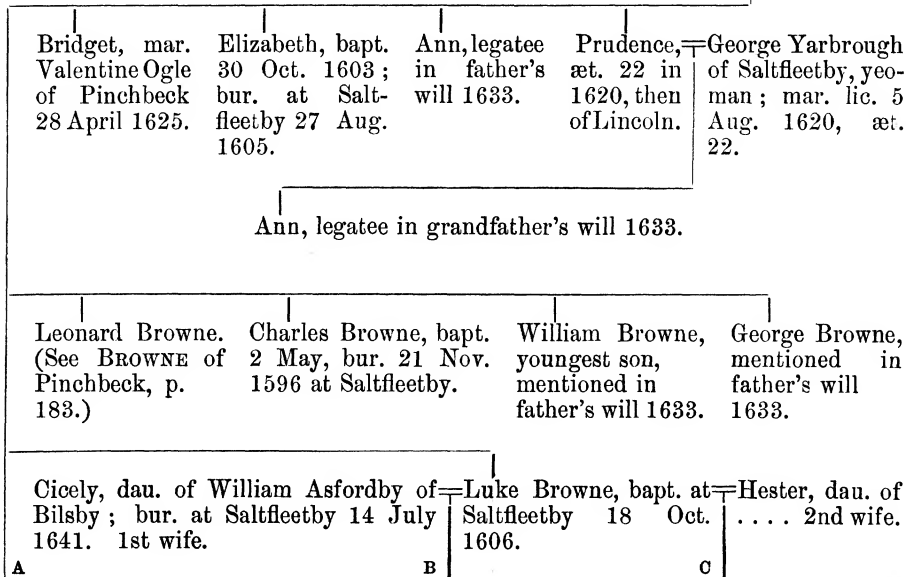 Bridget, mar.
Valentine Ogle
of Pinchbeck
28 April 1625.
Elizabeth, bapt.
30 Oct. 1603 ;
bur. at Salt-
fleetby 27 Aug.
1605.
Ann, legatee
in father's
will 1633.
Prudence,
æt. 22 in
1620, then
of Lincoln.
George Yarbrough
of Saltfleetby, yeo-
man ; mar. lic. 5
Aug. 1620, æt.
22.
Ann, legatee in grandfather's will 1633.
Leonard Browne.
(See BROWNE of
Pinchbeck, p.
183.)
Charles Browne, bapt.
2 May, bur. 21 Nov.
1596 at Saltfleetby.
William Browne,
youngest son,
mentioned in
father's will 1633.
George Browne,
mentioned in
father's will
1633.
Cicely, dau. of William Asfordby of
Bilsby ; bur. at Saltfleetby 14 July
1641. 1st wife.
Luke Browne, bapt. at
Saltfleetby 18 Oct.
1606.
Hester, dau. of
.... 2nd wife.
A B C